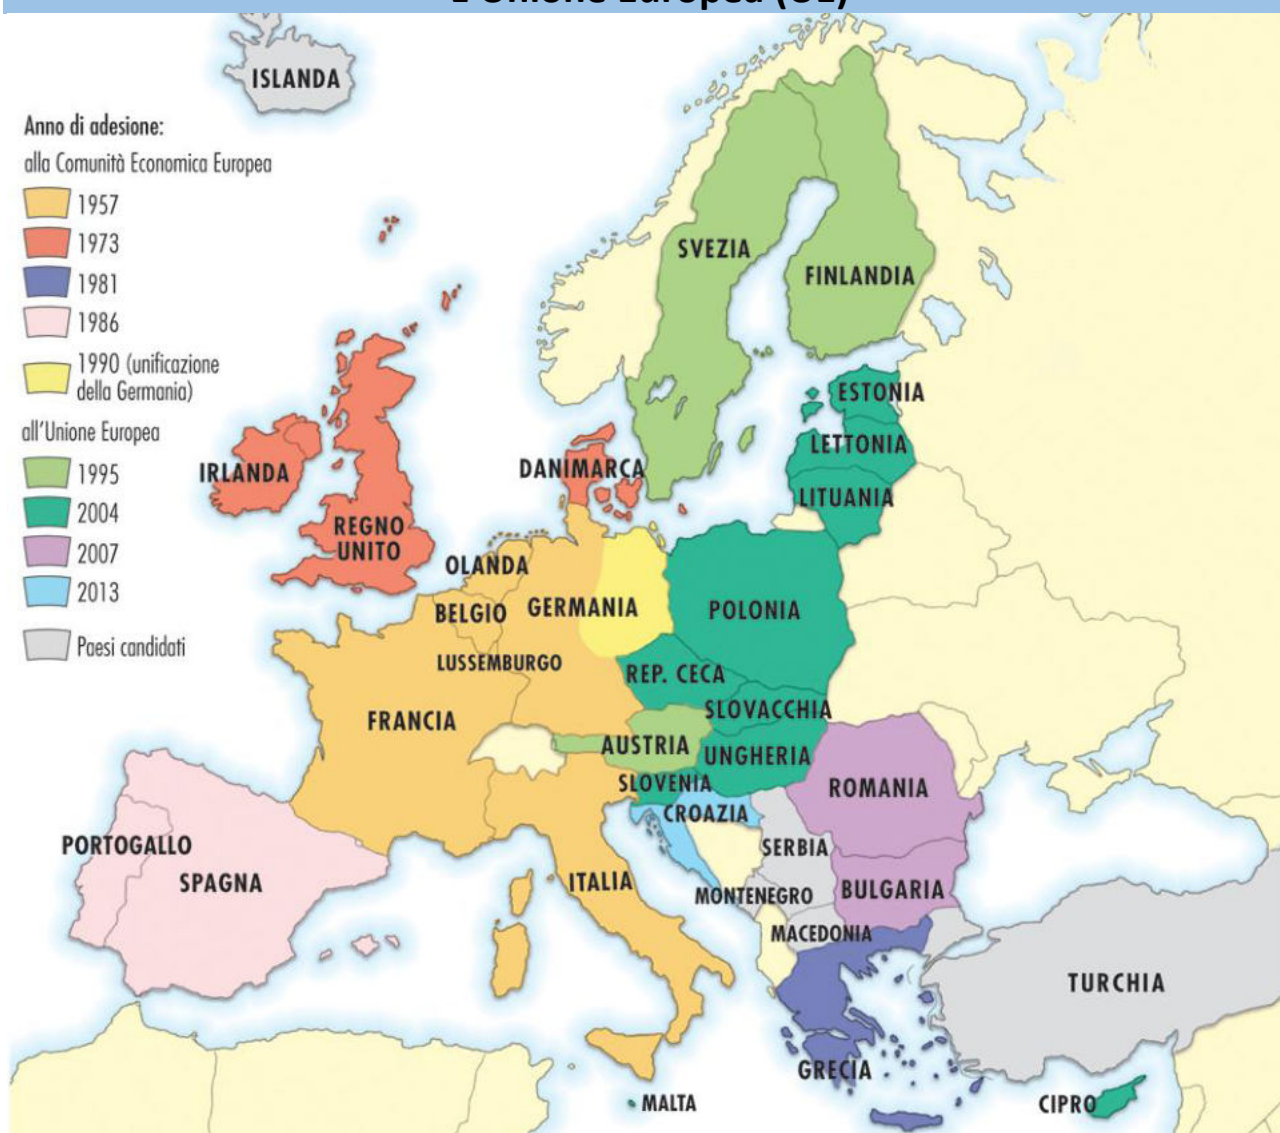 L'Unione Europea (UE)
ISLANDA
Anno di adesione:
alla Comunità Economica Europea
1957
1973
1981
1986
1990 (unificazione
della Germania)
all'Unione Europea
1995
2004
2007
2013
Paesi candidati
SVEZIA
FINLANDIA
ESTONIA
LETTONIA
LITUANIA
DANIMARCA
IRLANDA
REGNO
UNITO
OLANDA
BELGIO
GERMANIA
POLONIA
LUSSEMBURGO
REP. CECA
SLOVACCHIA
FRANCIA
AUSTRIA
UNGHERIA
SLOVENIA
ROMANIA
CROAZIA
PORTOGALLO
SPAGNA
ITALIA
SERBIA
MONTENEGRO
BULGARIA
MACEDONIA
TURCHIA
GRECIA
MALTA
CIPRO